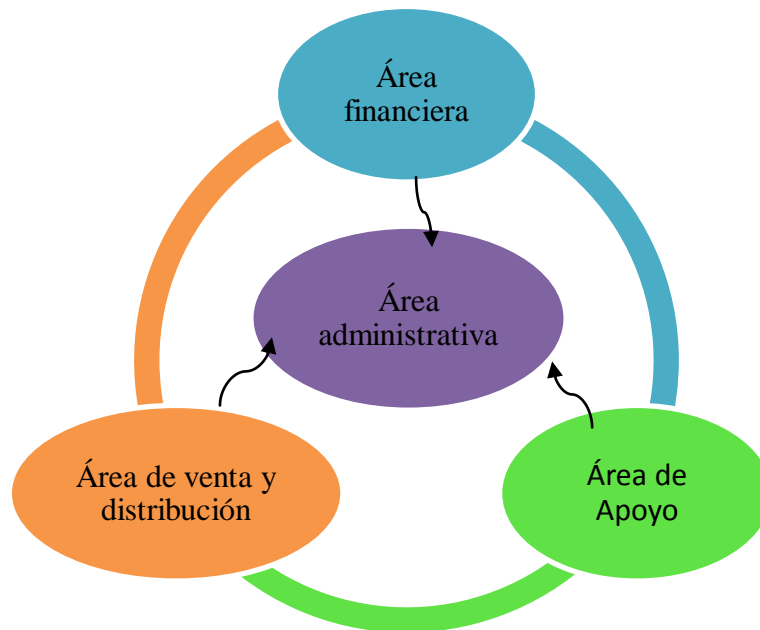 Área
financiera
Área
administrativa
Área de venta y
distribución
Área de
Apoyo